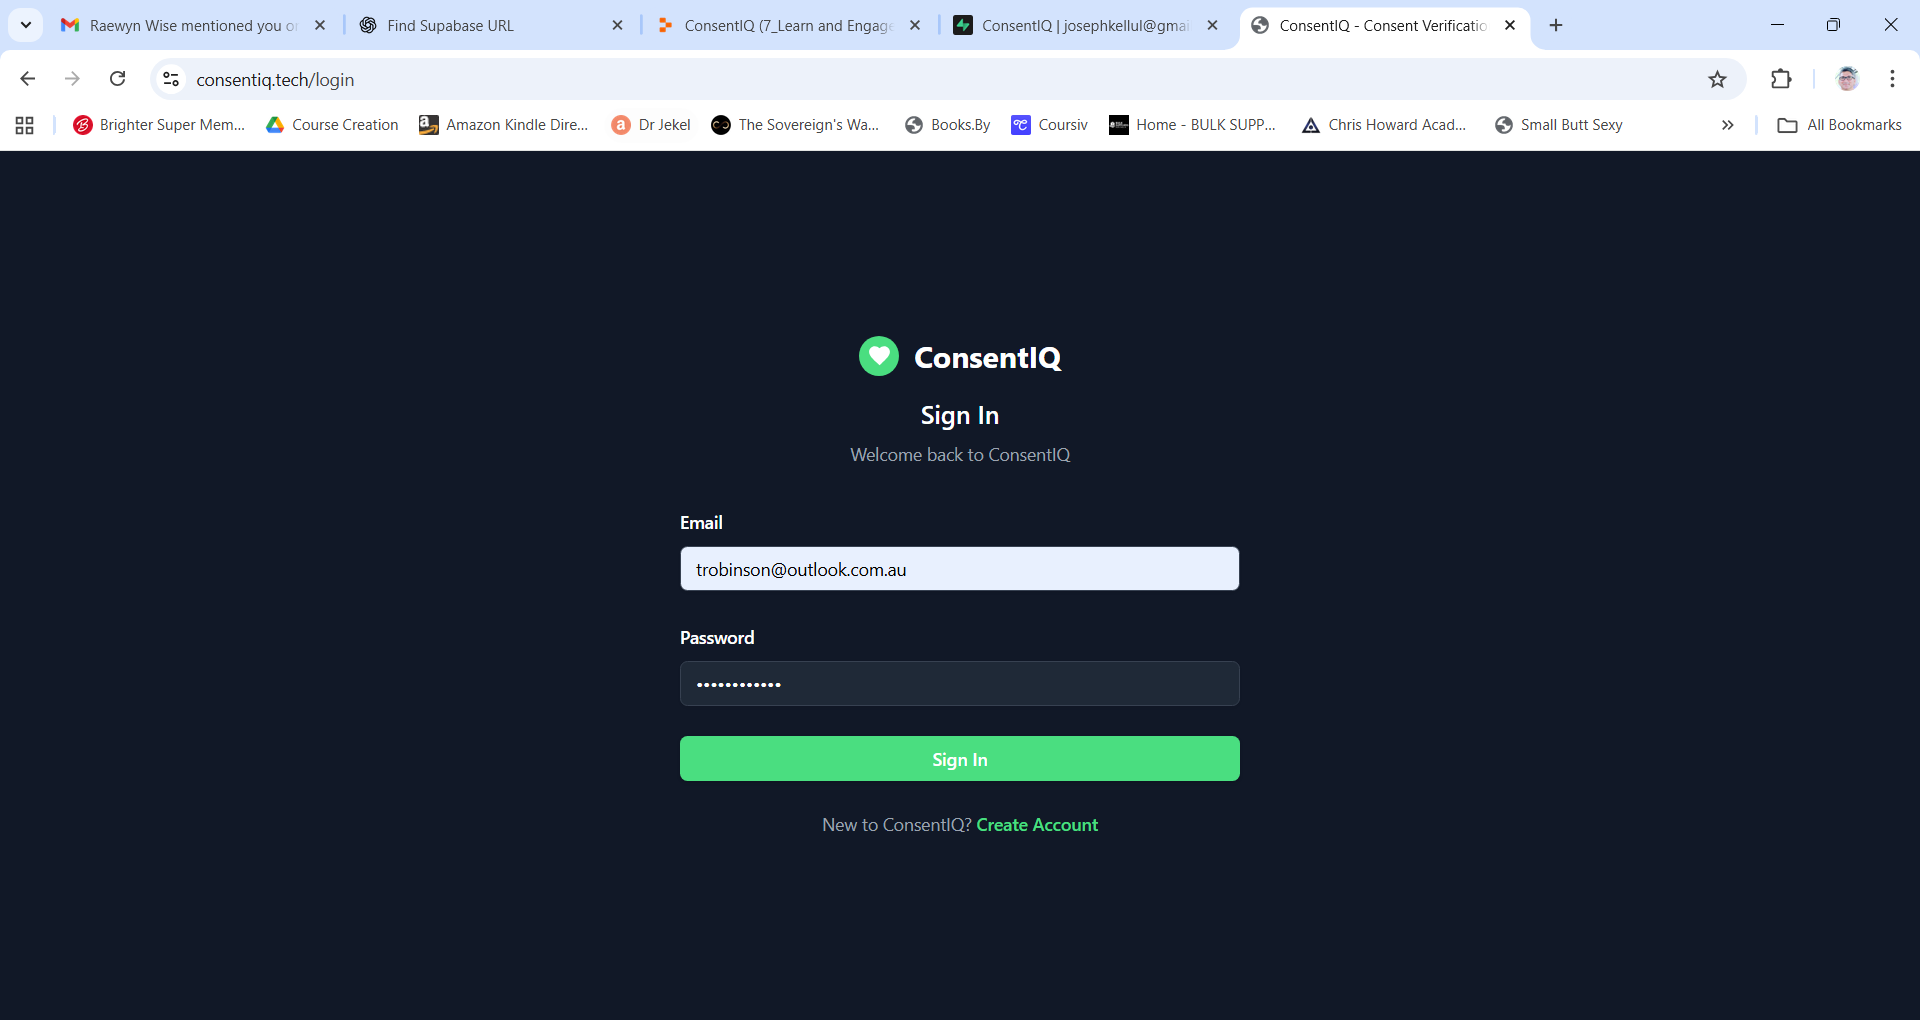 Raewyn Wise mentioned you
Find Supabase URL
ConsentIQ (7_Learn and Engage
ConsentIQ | josephkellul@gmai
ConsentIQ - Consent Verificatio
consentiq.tech/login
Brighter Super Mem...
Course Creation
Amazon Kindle Dire...
Dr Jekel
The Sovereign's Wa...
Books.By
Coursiv
Home - BULK SUPP...
Chris Howard Acad...
Small Butt Sexy
All Bookmarks
ConsentIQ
Sign In
Welcome back to ConsentIQ
Email
trobinson@outlook.com.au
Password
••••••••••••
Sign In
New to ConsentIQ? Create Account